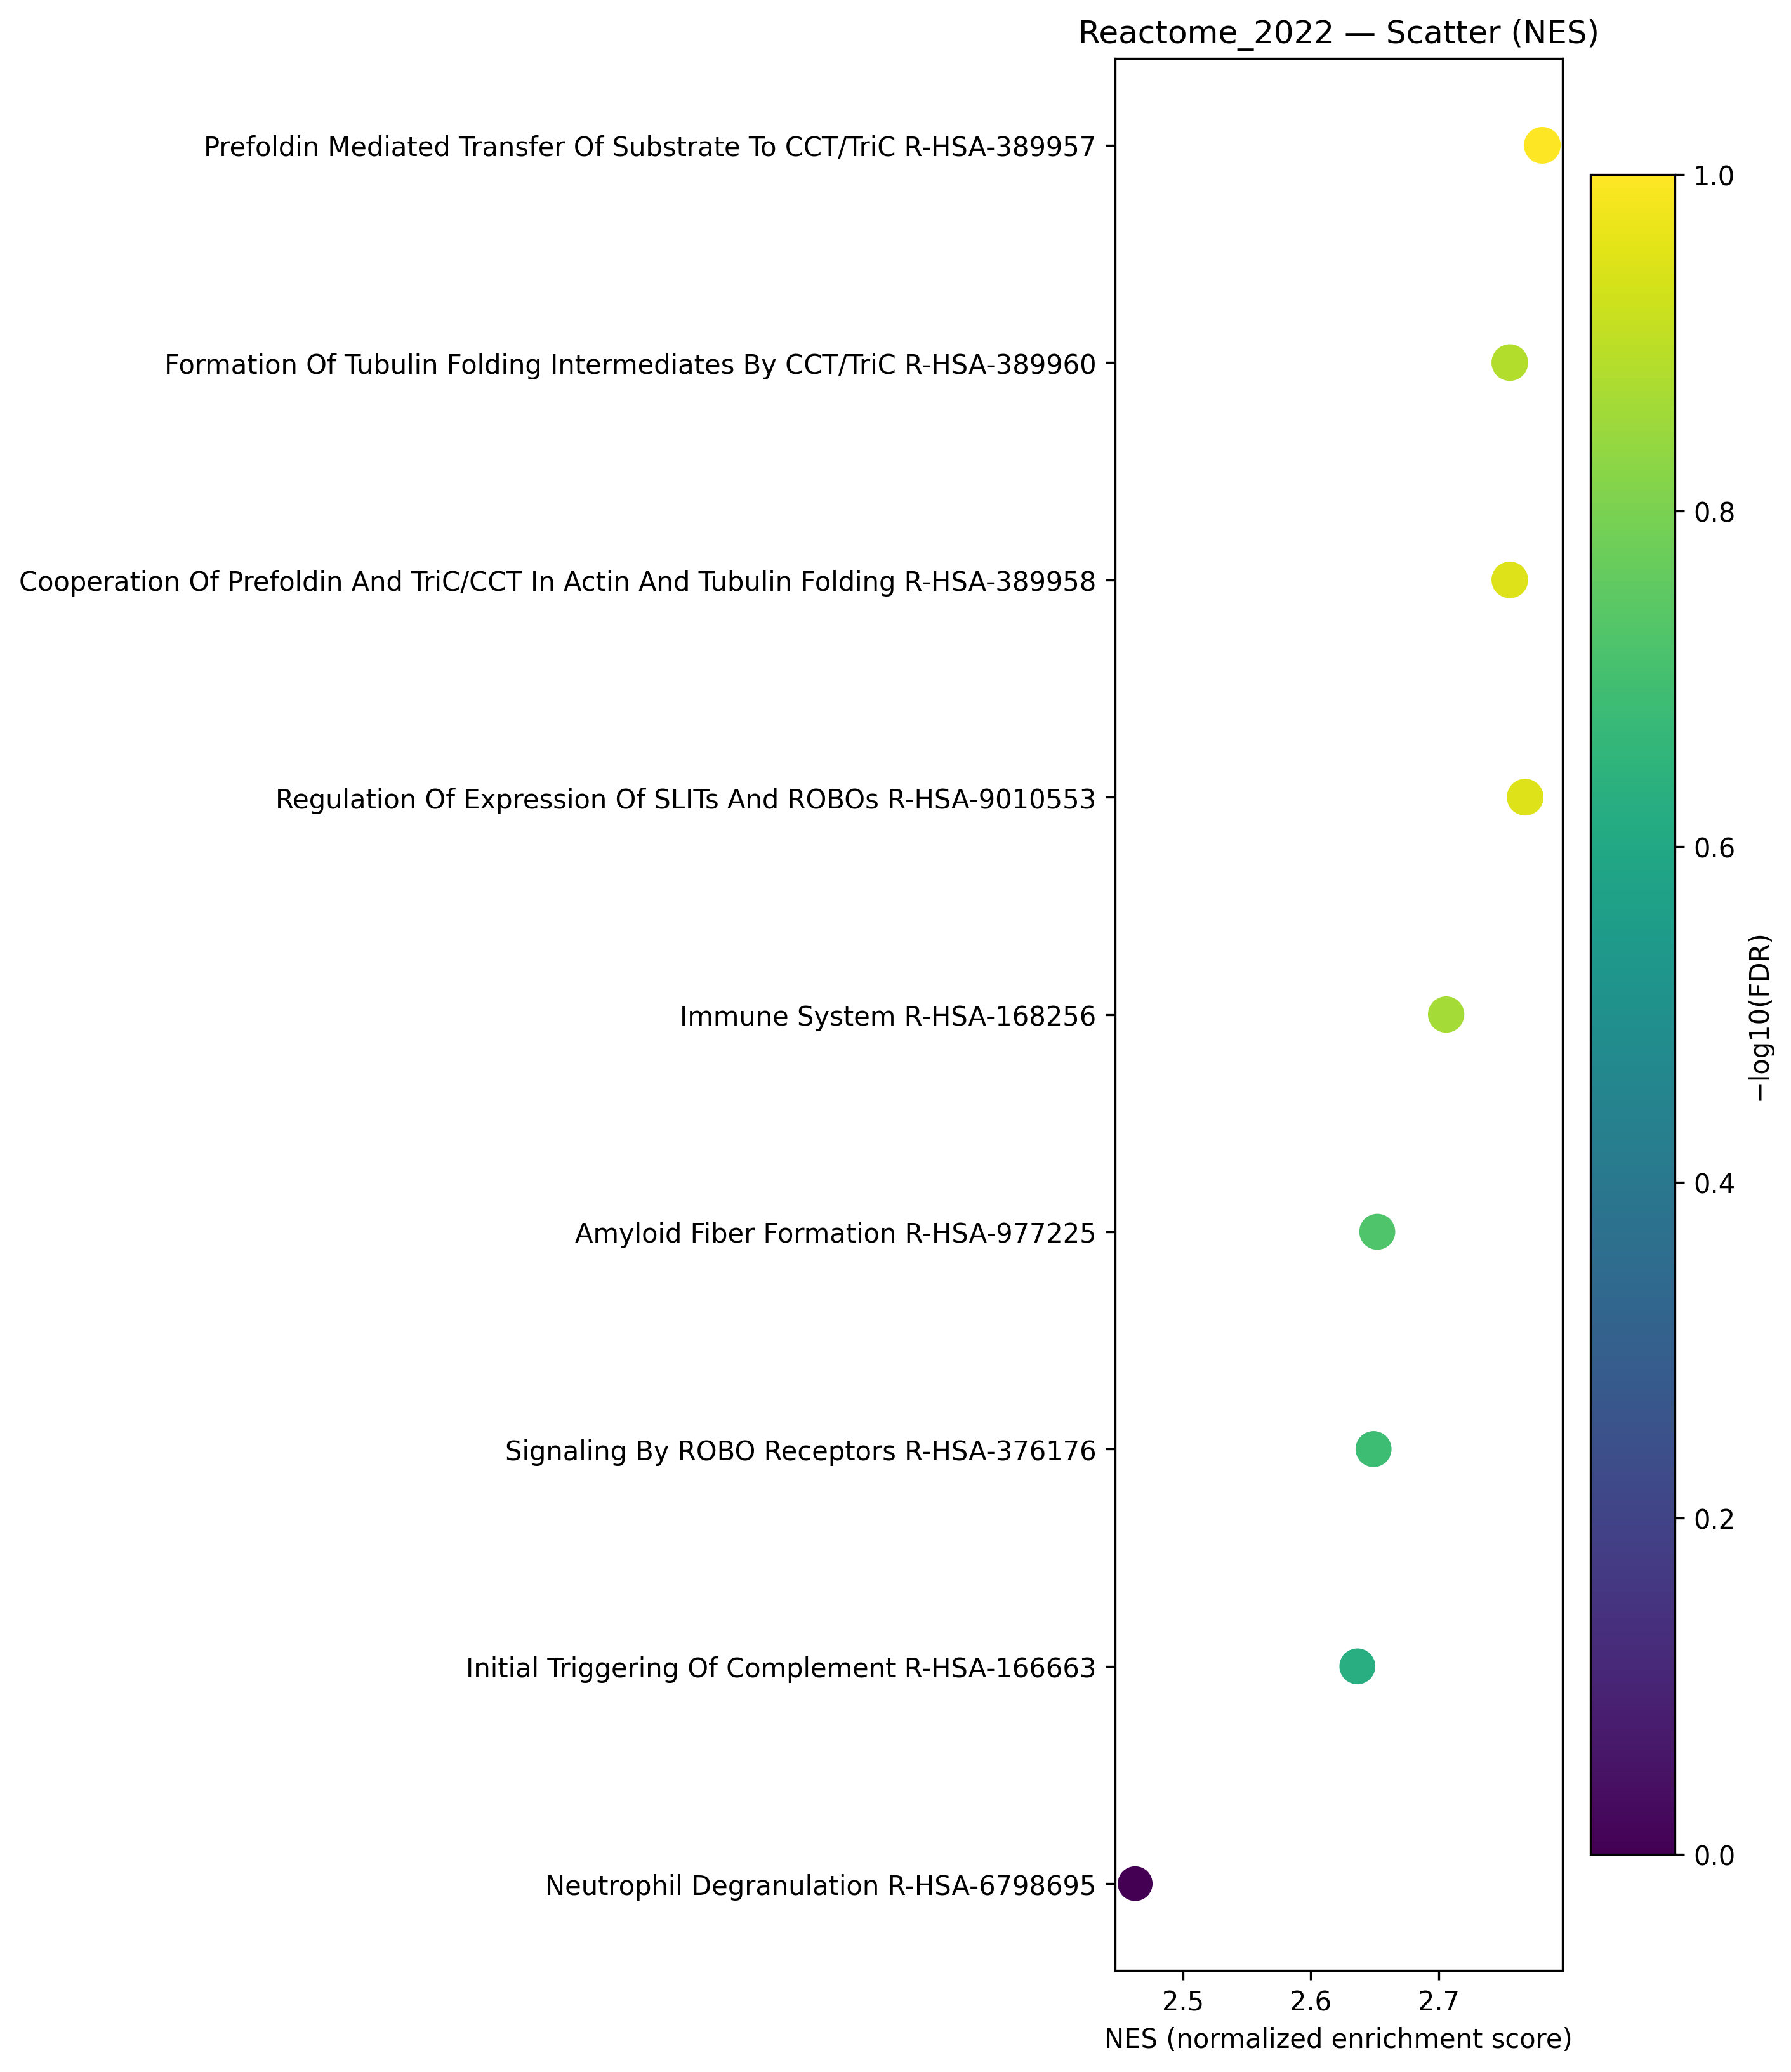 Reactome_2022 — Scatter (NES)
Prefoldin Mediated Transfer Of Substrate To CCT/TriC R-HSA-389957
Formation Of Tubulin Folding Intermediates By CCT/TriC R-HSA-389960
Cooperation Of Prefoldin And TriC/CCT In Actin And Tubulin Folding R-HSA-389958
Regulation Of Expression Of SLITs And ROBOs R-HSA-9010553
Immune System R-HSA-168256
Amyloid Fiber Formation R-HSA-977225
Signaling By ROBO Receptors R-HSA-376176
Initial Triggering Of Complement R-HSA-166663
Neutrophil Degranulation R-HSA-6798695
2.5 2.6 2.7
NES (normalized enrichment score)
1.0
0.8
0.6
0.4
0.2
0.0
−log10(FDR)